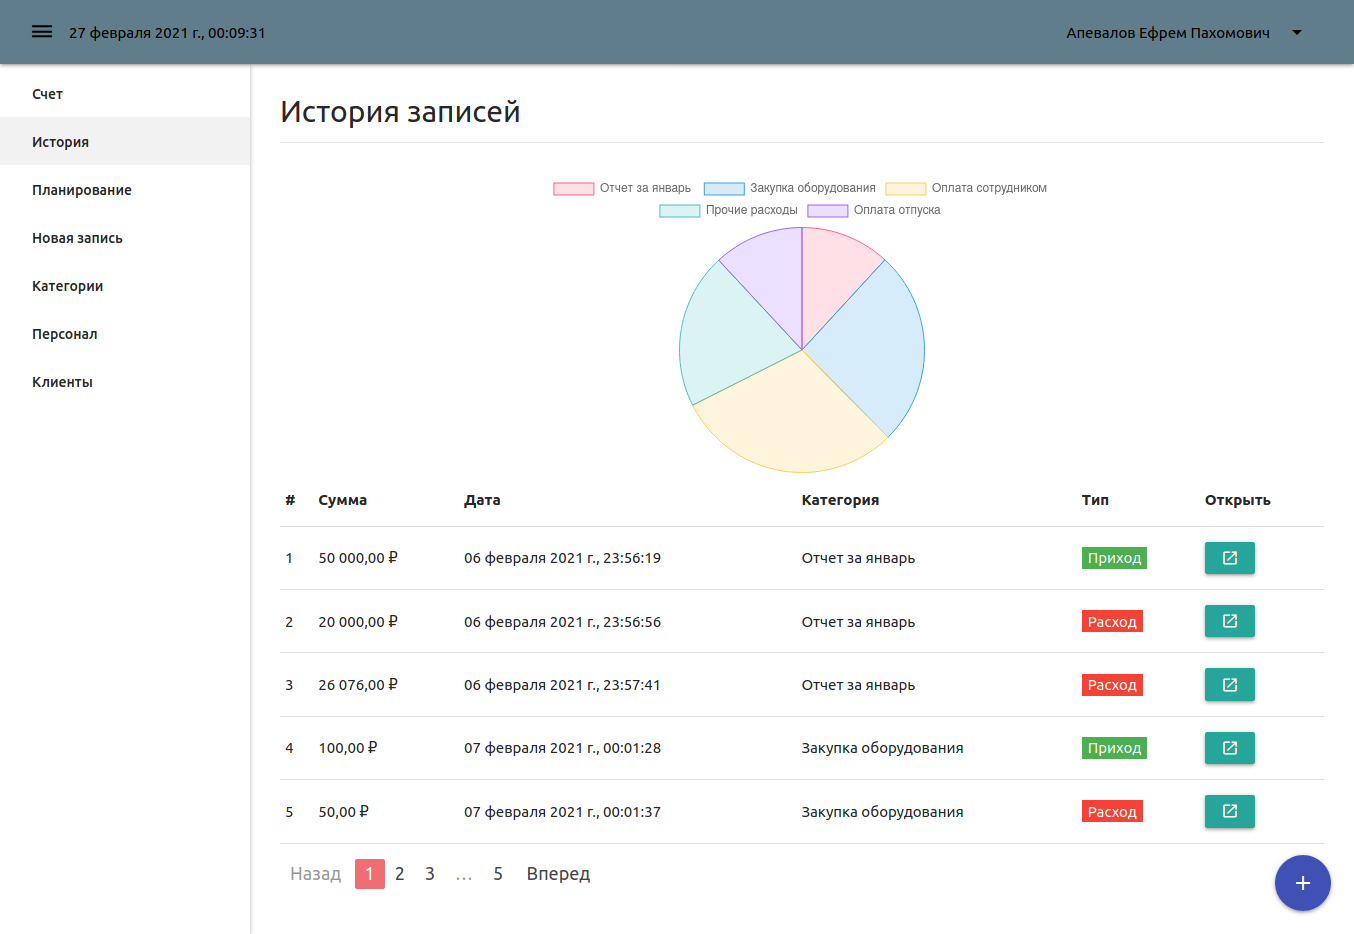 27 февраля 2021 г., 00:09:31
Апевалов Ефрем Пахомович
Счет
История
Планирование
Новая запись
Категории
Персонал
Клиенты
История записей
Отчет за январь Закупка оборудования Оплата сотрудником
Прочие расходы Оплата отпуска
# Сумма Дата Категория Тип Открыть
1 50 000,00 ₽ 06 февраля 2021 г., 23:56:19 Отчет за январь Приход
2 20 000,00 ₽ 06 февраля 2021 г., 23:56:56 Отчет за январь Расход
3 26 076,00 ₽ 06 февраля 2021 г., 23:57:41 Отчет за январь Расход
4 100,00 ₽ 07 февраля 2021 г., 00:01:28 Закупка оборудования Приход
5 50,00 ₽ 07 февраля 2021 г., 00:01:37 Закупка оборудования Расход
Назад 1 2 3 ... 5 Вперед